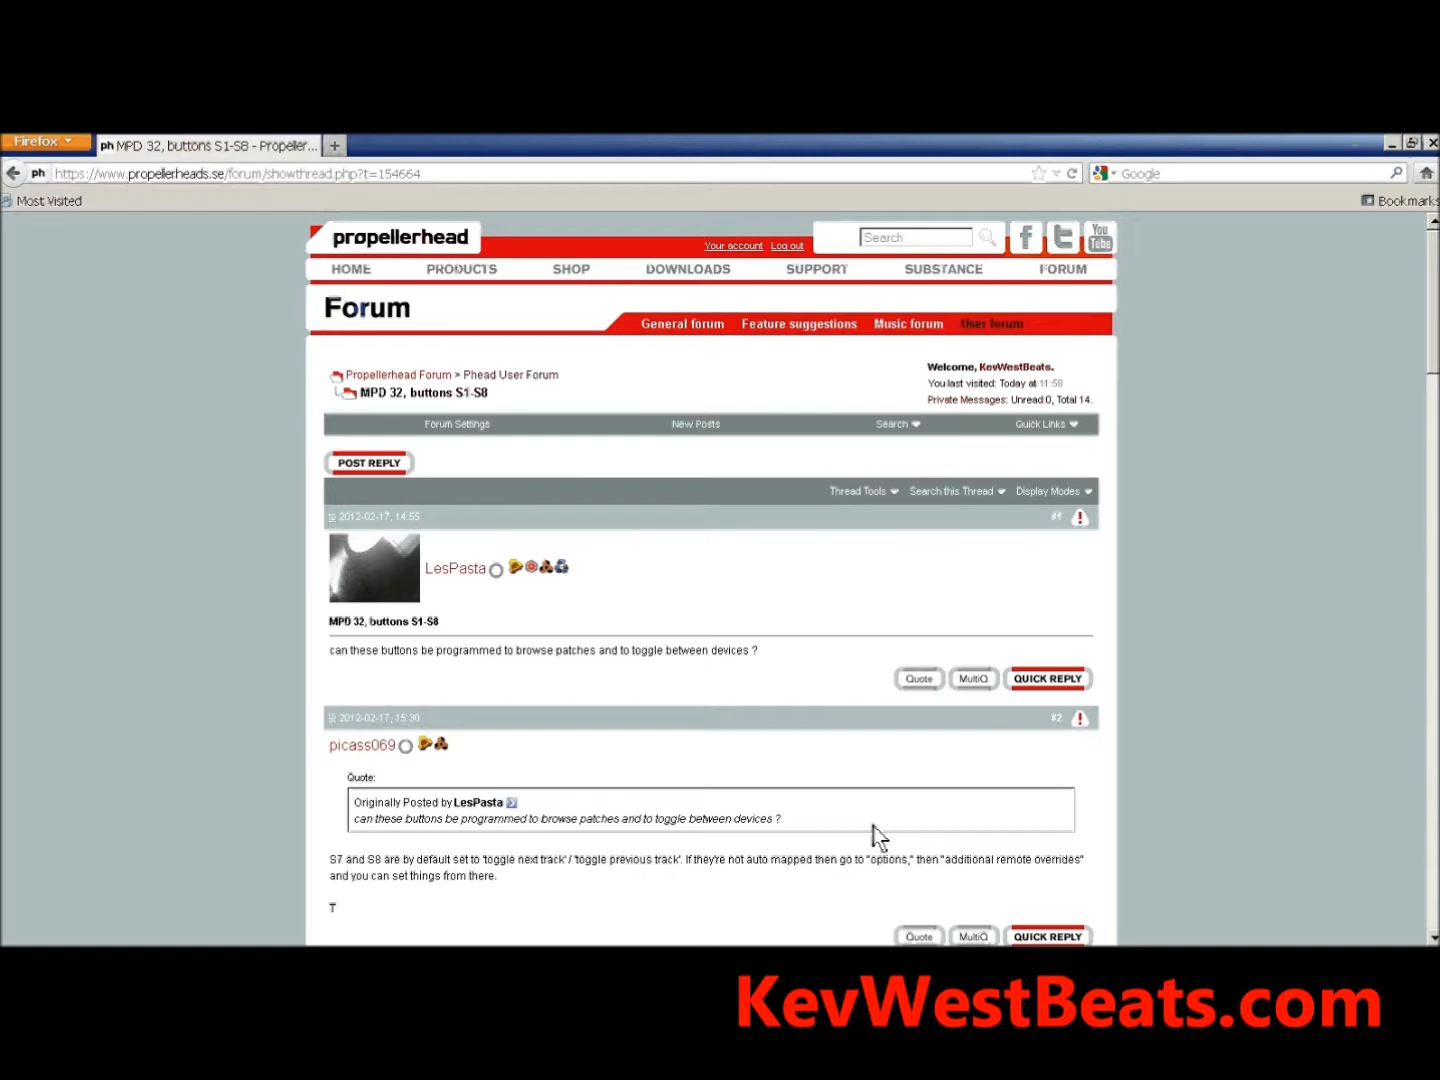 Firefox
ph MPD 32, buttons S1-S8 - Propeller... +
ph https://www.propellerheads.se/forum/showthread.php?t=154664 Google
Most Visited Bookmarks
propellerhead
Your account Log out Search f t You Tube
HOME PRODUCTS SHOP DOWNLOADS SUPPORT SUBSTANCE FORUM
Forum
General forum Feature suggestions Music forum User forum
Propellerhead Forum > Phead User Forum
MPD 32, buttons S1-S8
Welcome, KevWestBeats.
You last visited: Today at 11:58
Private Messages: Unread 0, Total 14.
Forum Settings New Posts Search Quick Links
POST REPLY
Thread Tools Search this Thread Display Modes
2012-02-17, 14:55 #1
LesPasta
MPD 32, buttons S1-S8
can these buttons be programmed to browse patches and to toggle between devices ?
Quote MultiQ QUICK REPLY
2012-02-17, 15:30 #2
picass069
Quote:
Originally Posted by LesPasta
can these buttons be programmed to browse patches and to toggle between devices ?
S7 and S8 are by default set to 'toggle next track' / 'toggle previous track'. If they're not auto mapped then go to "options," then "additional remote overrides"
and you can set things from there.
T
Quote MultiQ QUICK REPLY
KevWestBeats.com